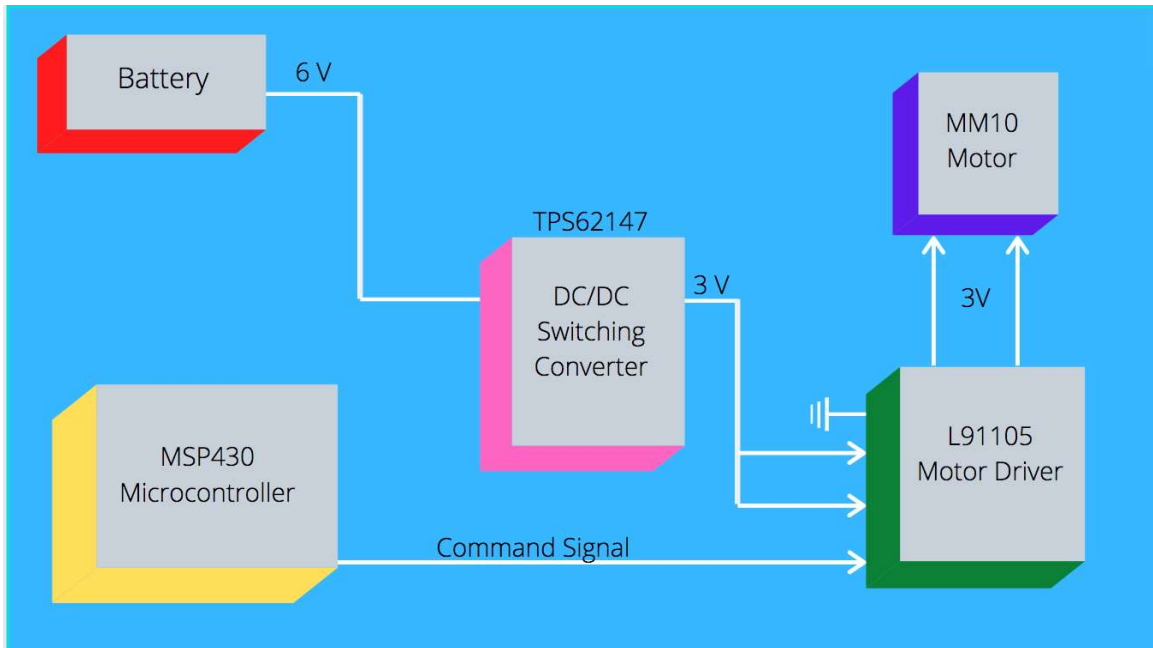 Battery
6 V
MM10
Motor
TPS62147
DC/DC
Switching
Converter
3 V
3V
MSP430
Microcontroller
L91105
Motor Driver
Command Signal